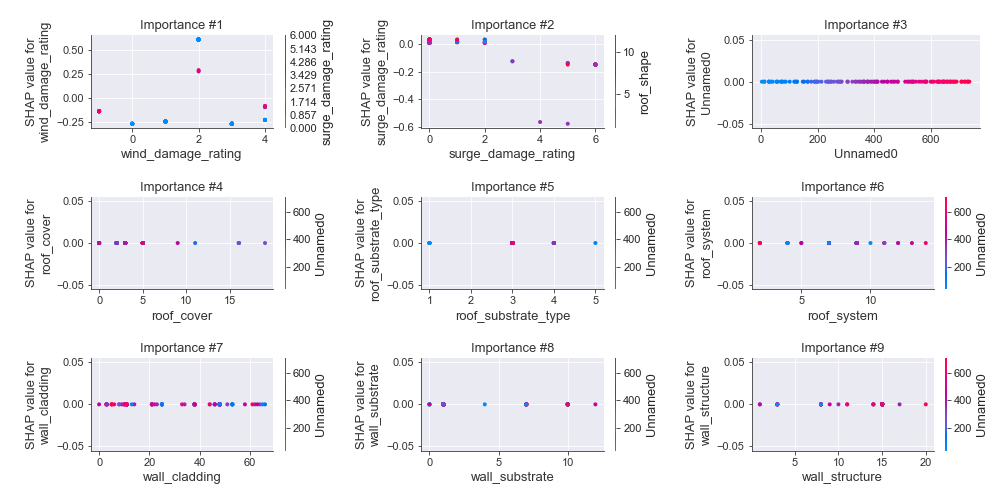 Importance #1
SHAP value for
wind_damage_rating
0.50
0.25
0.00
−0.25
0
2
4
wind_damage_rating
6.000
5.143
4.286
3.429
2.571
1.714
0.857
0.000
surge_damage_rating
Importance #2
SHAP value for
surge_damage_rating
0.0
−0.2
−0.4
−0.6
0
2
4
6
surge_damage_rating
10
5
roof_shape
Importance #3
SHAP value for
Unnamed0
0.05
0.00
−0.05
0
200
400
600
Unnamed0
Importance #4
SHAP value for
roof_cover
0.05
0.00
−0.05
0
5
10
15
roof_cover
600
400
200
Unnamed0
Importance #5
SHAP value for
roof_substrate_type
0.05
0.00
−0.05
1
2
3
4
5
roof_substrate_type
600
400
200
Unnamed0
Importance #6
SHAP value for
roof_system
0.05
0.00
−0.05
5
10
roof_system
600
400
200
Unnamed0
Importance #7
SHAP value for
wall_cladding
0.05
0.00
−0.05
0
20
40
60
wall_cladding
600
400
200
Unnamed0
Importance #8
SHAP value for
wall_substrate
0.05
0.00
−0.05
0
5
10
wall_substrate
600
400
200
Unnamed0
Importance #9
SHAP value for
wall_structure
0.05
0.00
−0.05
5
10
15
20
wall_structure
600
400
200
Unnamed0